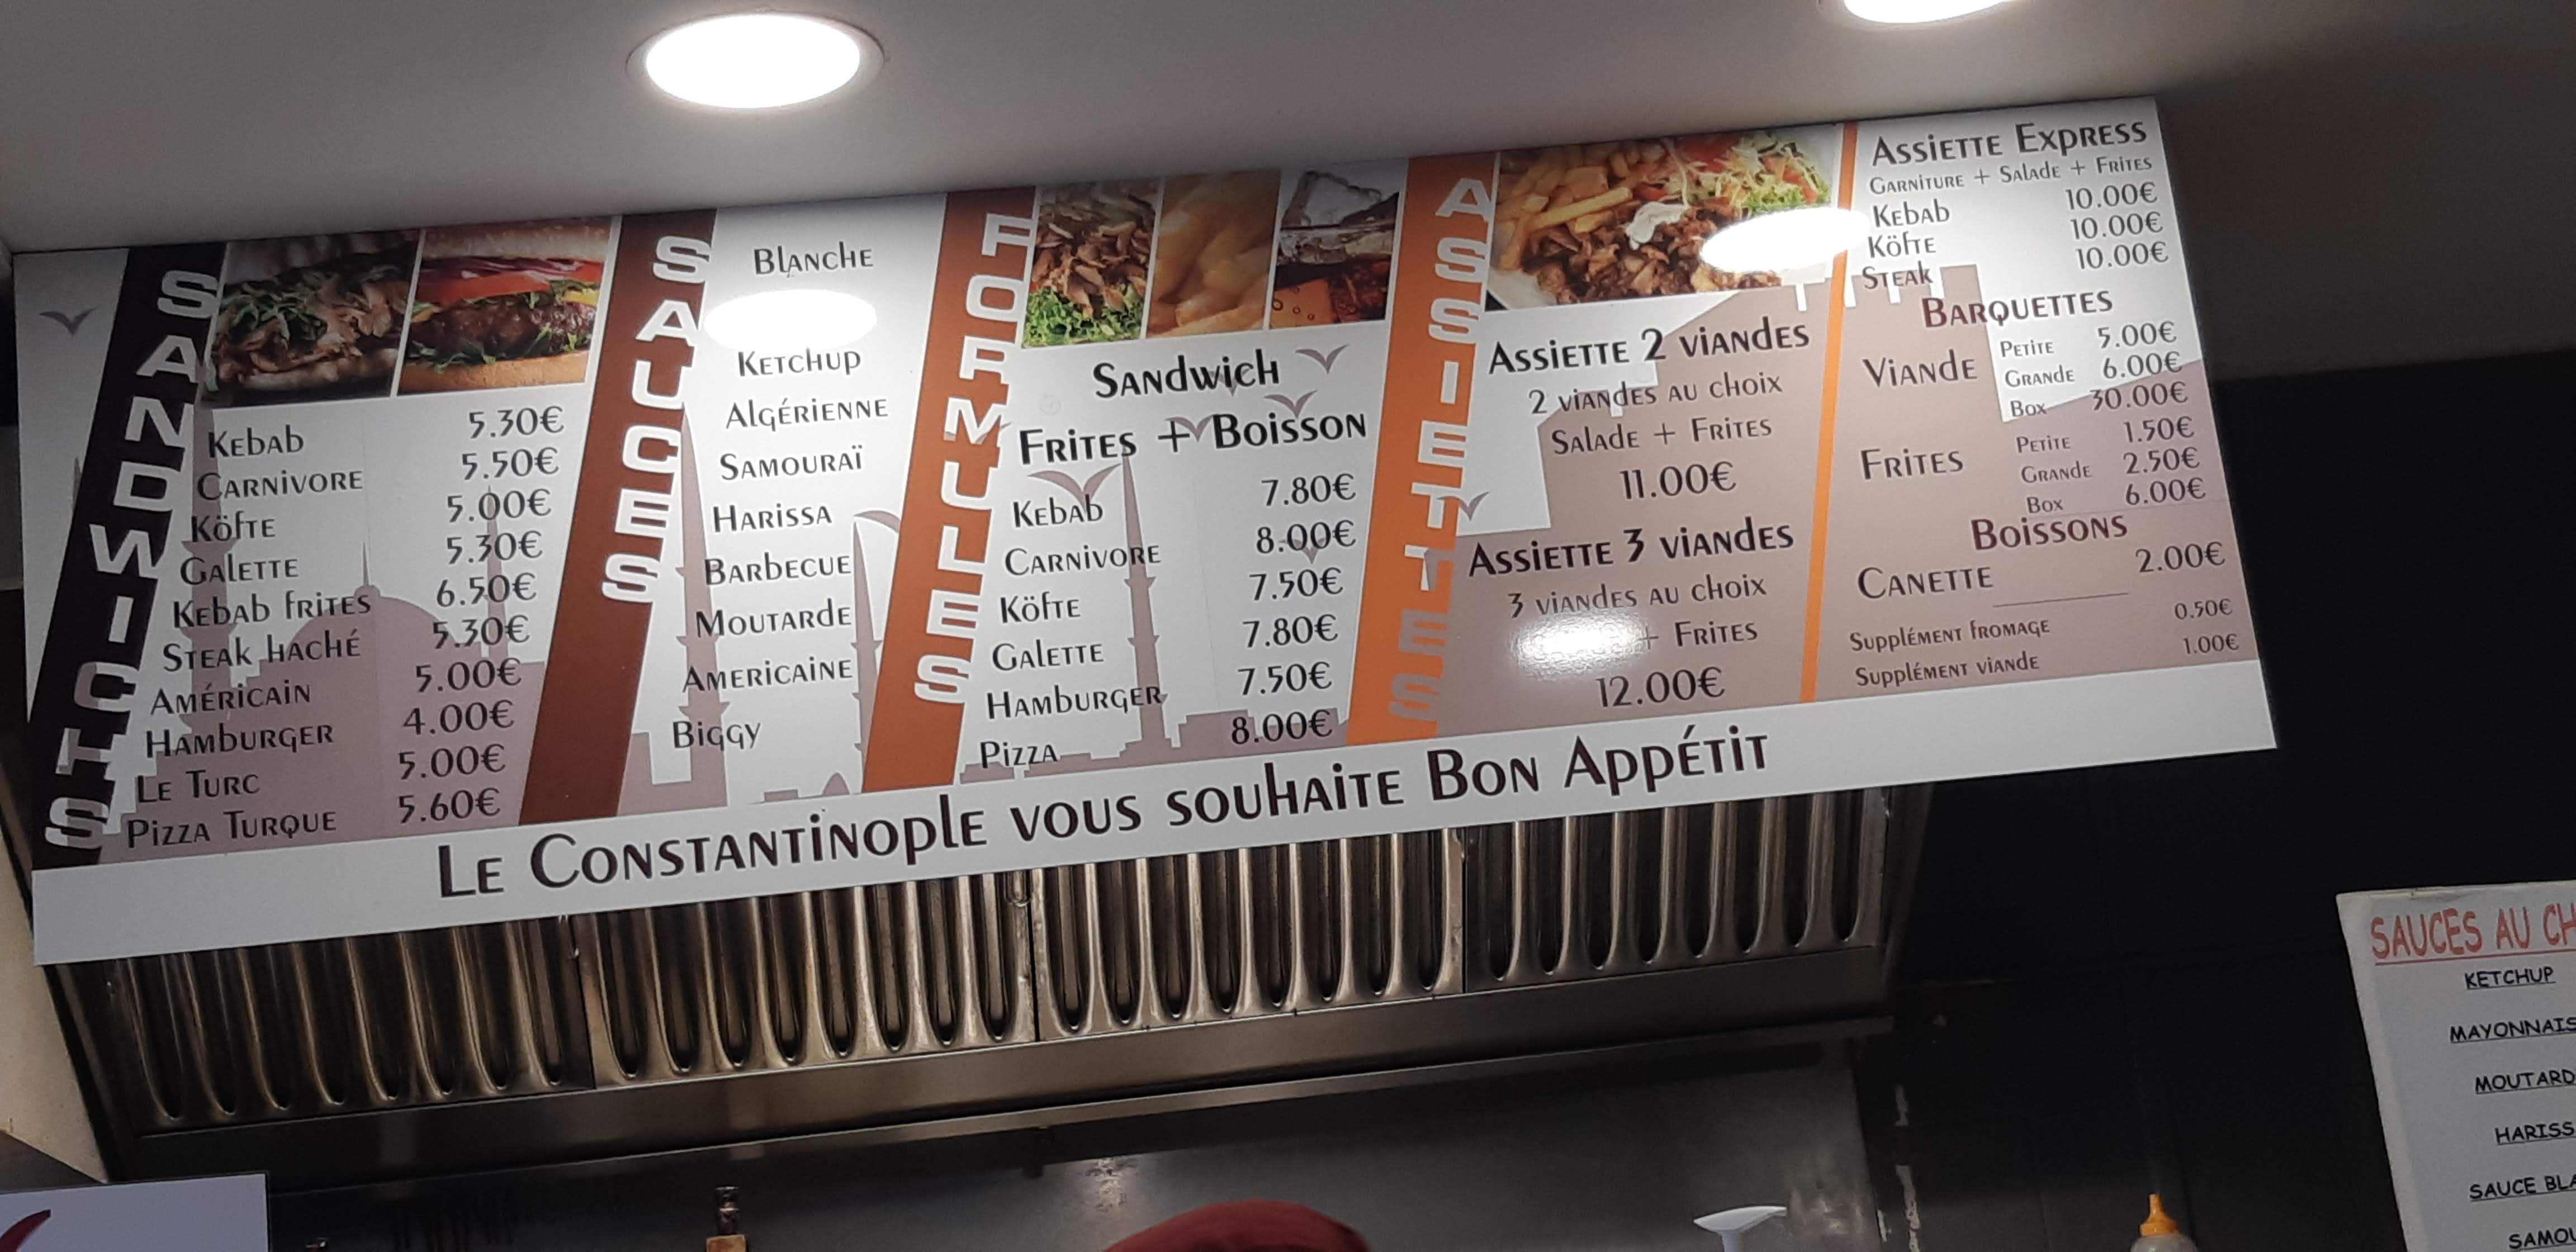 SANDWICHS
Kebab 5.30€
Carnivore 5.50€
Köfte 5.00€
Galette 5.30€
Kebab frites 6.50€
Steak haché 5.30€
Américain 5.00€
Hamburger 4.00€
Le Turc 5.00€
Pizza Turque 5.60€
SAUCES
Blanche
Ketchup
Algérienne
Samouraï
Harissa
Barbecue
Moutarde
Americaine
Biggy
FORMULES
Sandwich
Frites + Boisson
Kebab 7.80€
Carnivore 8.00€
Köfte 7.50€
Galette 7.80€
Hamburger 7.50€
Pizza 8.00€
ASSIETTES
Assiette 2 viandes
2 viandes au choix
Salade + Frites
11.00€
Assiette 3 viandes
3 viandes au choix
+ Frites
12.00€
Assiette Express
Garniture + Salade + Frites
Kebab 10.00€
Köfte 10.00€
Steak 10.00€
Barquettes
Viande
Petite 5.00€
Grande 6.00€
Box 30.00€
Frites
Petite 1.50€
Grande 2.50€
Box 6.00€
Boissons
Canette 2.00€
Supplément fromage 0.50€
Supplément viande 1.00€
Le Constantinople vous souhaite Bon Appétit
SAUCES AU CH
KETCHUP
MAYONNAIS
MOUTARD
HARISS
SAUCE BLA
SAMOU